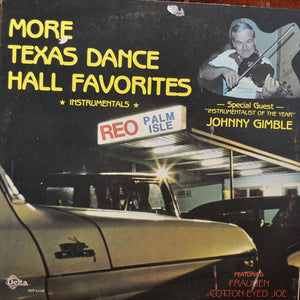 MORE
TEXAS DANCE
HALL FAVORITES
★ INSTRUMENTALS ★
— Special Guest —
"INSTRUMENTALIST OF THE YEAR"
JOHNNY GIMBLE
REO PALM
ISLE
FEATURING
FRAULIEN
COTTON-EYED JOE
Delta